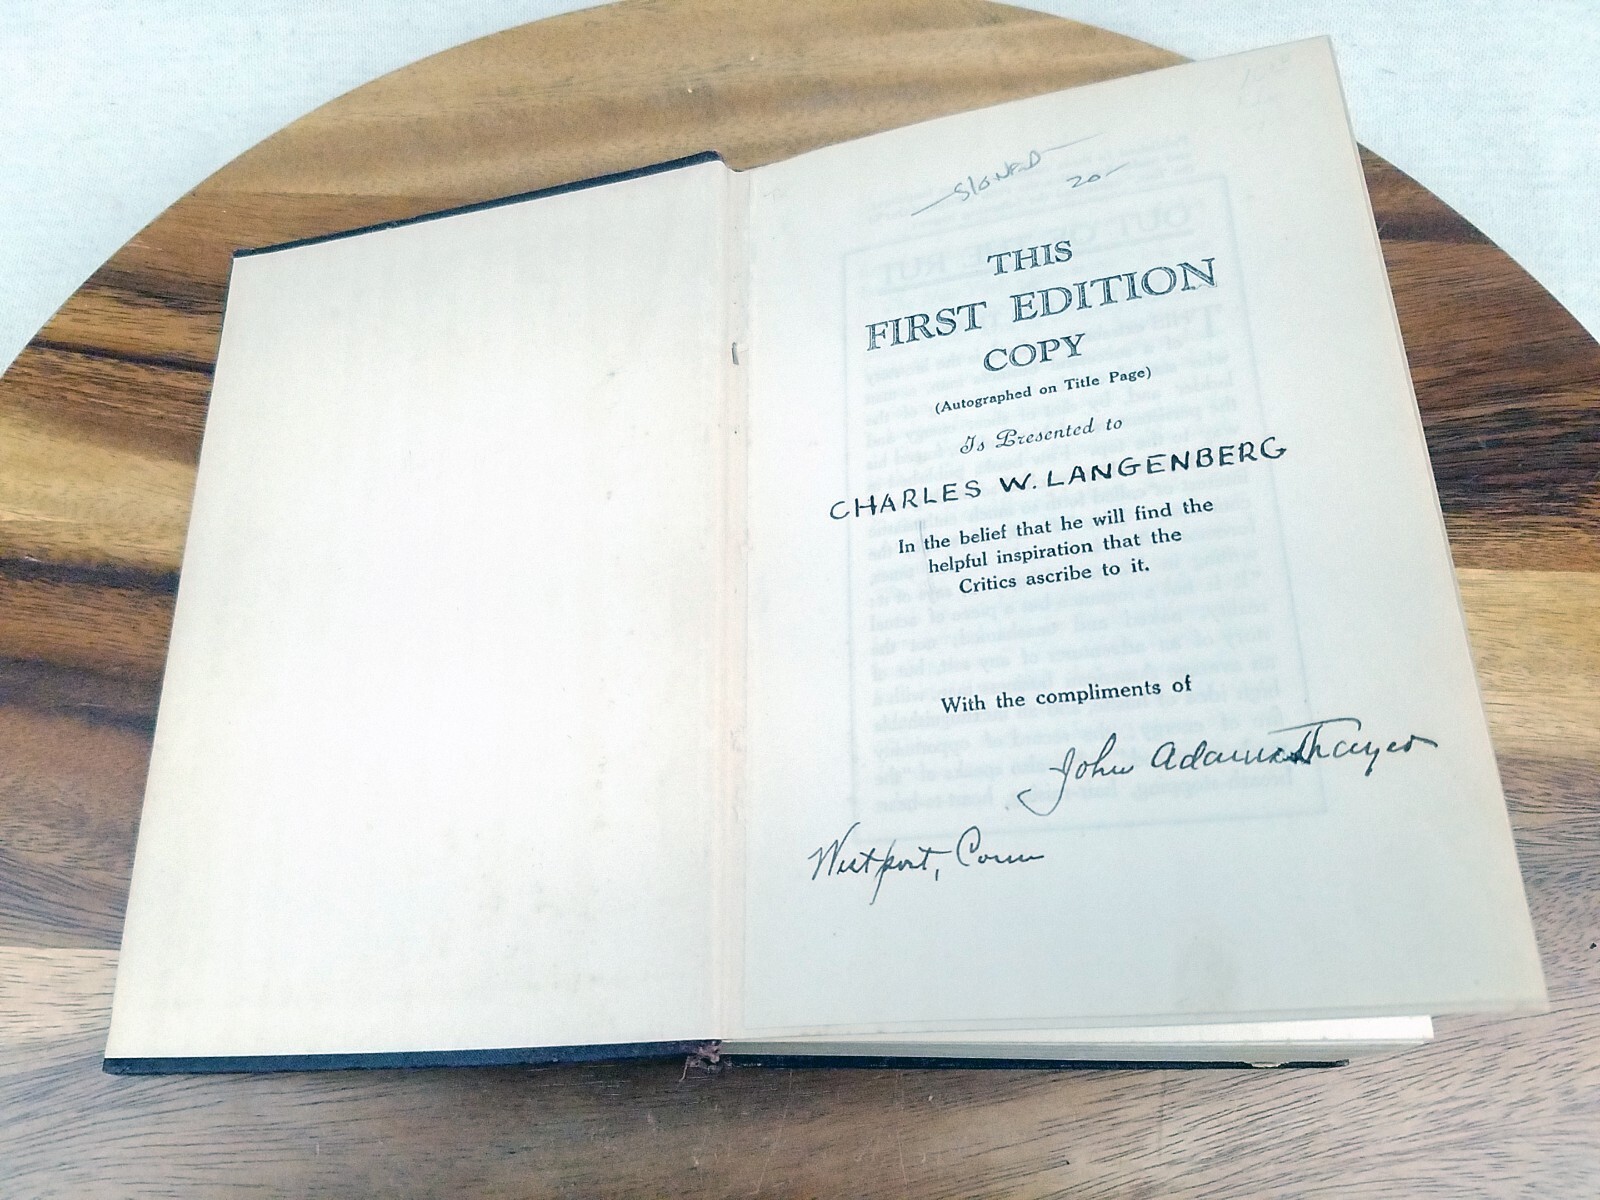 SIGNED
20-
THIS
FIRST EDITION
COPY
(Autographed on Title Page)
Is Presented to
CHARLES W. LANGENBERG
In the belief that he will find the
helpful inspiration that the
Critics ascribe to it.
With the compliments of
John Adams Thayer
Westport, Conn